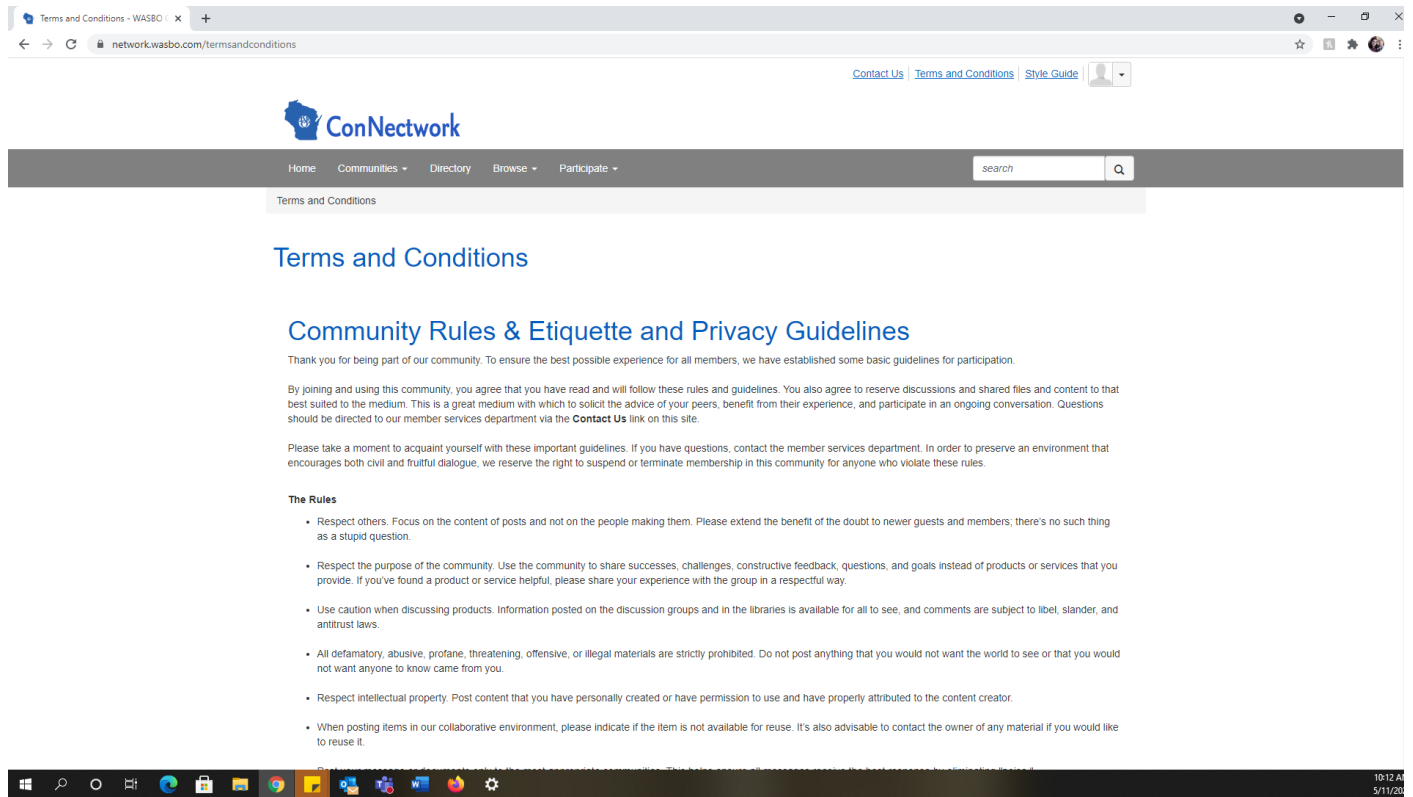 Terms and Conditions - WASBO
network.wasbo.com/termsandconditions
Contact Us Terms and Conditions Style Guide
ConNectwork
Home Communities Directory Browse Participate search
Terms and Conditions
Terms and Conditions
Community Rules & Etiquette and Privacy Guidelines
Thank you for being part of our community. To ensure the best possible experience for all members, we have established some basic guidelines for participation.
By joining and using this community, you agree that you have read and will follow these rules and guidelines. You also agree to reserve discussions and shared files and content to that
best suited to the medium. This is a great medium with which to solicit the advice of your peers, benefit from their experience, and participate in an ongoing conversation. Questions
should be directed to our member services department via the Contact Us link on this site.
Please take a moment to acquaint yourself with these important guidelines. If you have questions, contact the member services department. In order to preserve an environment that
encourages both civil and fruitful dialogue, we reserve the right to suspend or terminate membership in this community for anyone who violate these rules.
The Rules
• Respect others. Focus on the content of posts and not on the people making them. Please extend the benefit of the doubt to newer guests and members; there's no such thing
as a stupid question.
• Respect the purpose of the community. Use the community to share successes, challenges, constructive feedback, questions, and goals instead of products or services that you
provide. If you've found a product or service helpful, please share your experience with the group in a respectful way.
• Use caution when discussing products. Information posted on the discussion groups and in the libraries is available for all to see, and comments are subject to libel, slander, and
antitrust laws.
• All defamatory, abusive, profane, threatening, offensive, or illegal materials are strictly prohibited. Do not post anything that you would not want the world to see or that you would
not want anyone to know came from you.
• Respect intellectual property. Post content that you have personally created or have permission to use and have properly attributed to the content creator.
• When posting items in our collaborative environment, please indicate if the item is not available for reuse. It's also advisable to contact the owner of any material if you would like
to reuse it.
10:12 AM
5/11/202